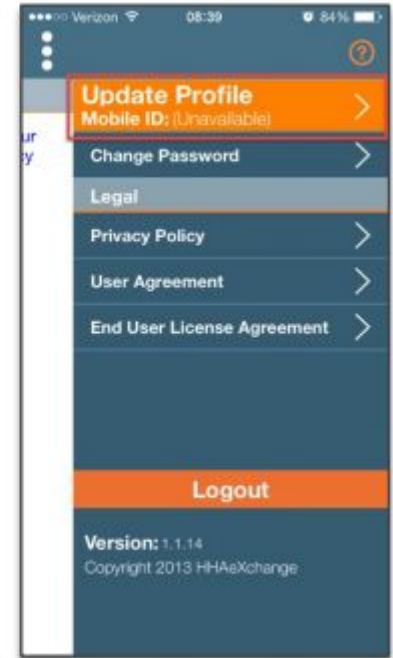 Verizon 08:39 84%
?
ur
Update Profile
Mobile ID: (Unavailable)
y
Change Password
Legal
Privacy Policy
User Agreement
End User License Agreement
Logout
Version: 1.1.14
Copyright 2013 HHAeXchange